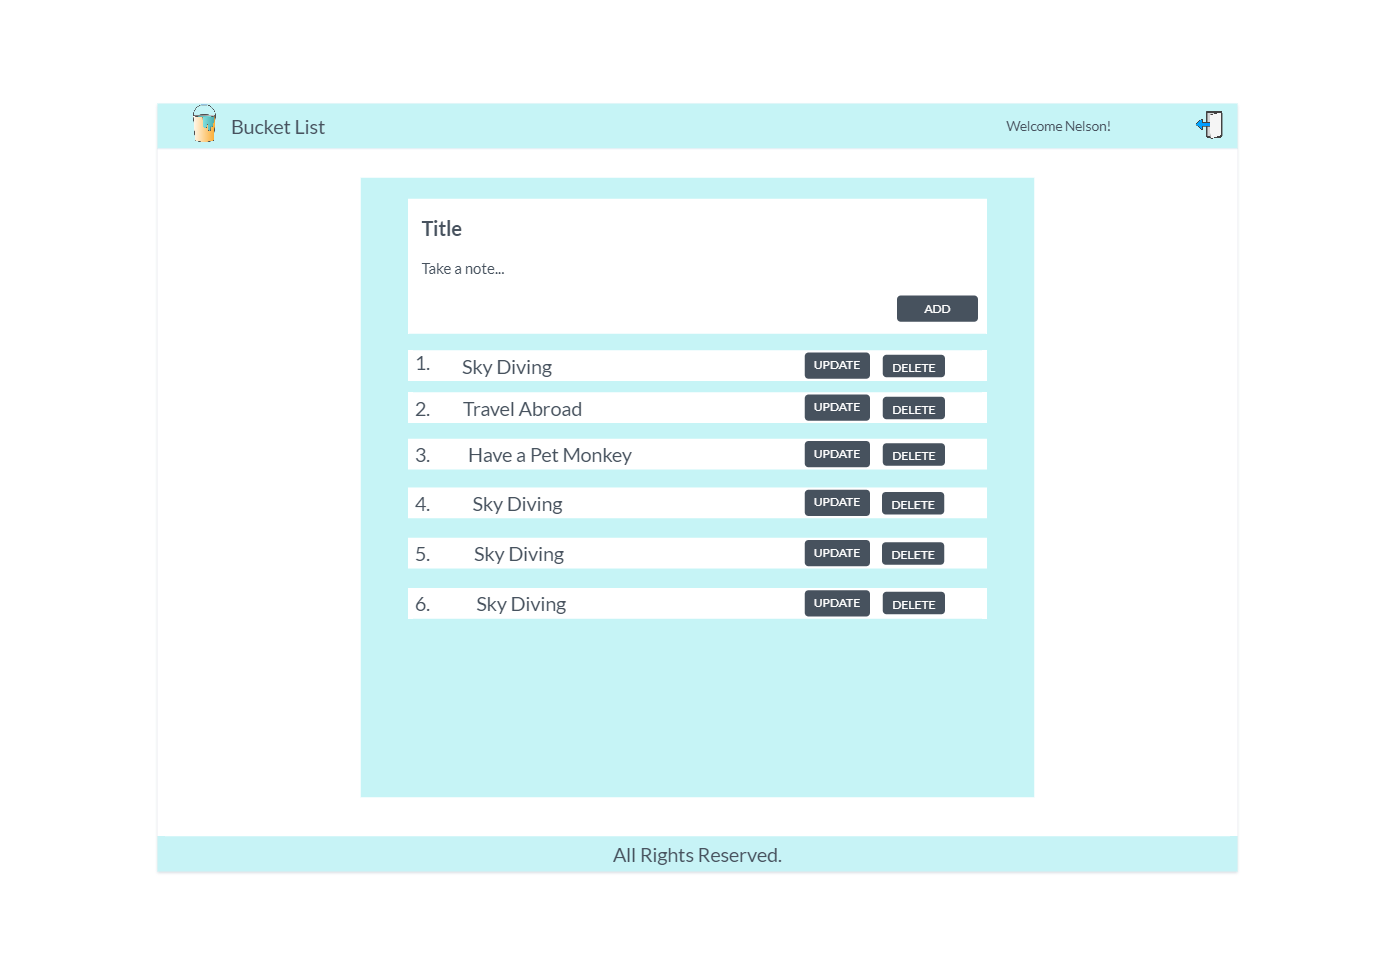 Bucket List
Welcome Nelson!
Title
Take a note...
ADD
1. Sky Diving UPDATE DELETE
2. Travel Abroad UPDATE DELETE
3. Have a Pet Monkey UPDATE DELETE
4. Sky Diving UPDATE DELETE
5. Sky Diving UPDATE DELETE
6. Sky Diving UPDATE DELETE
All Rights Reserved.